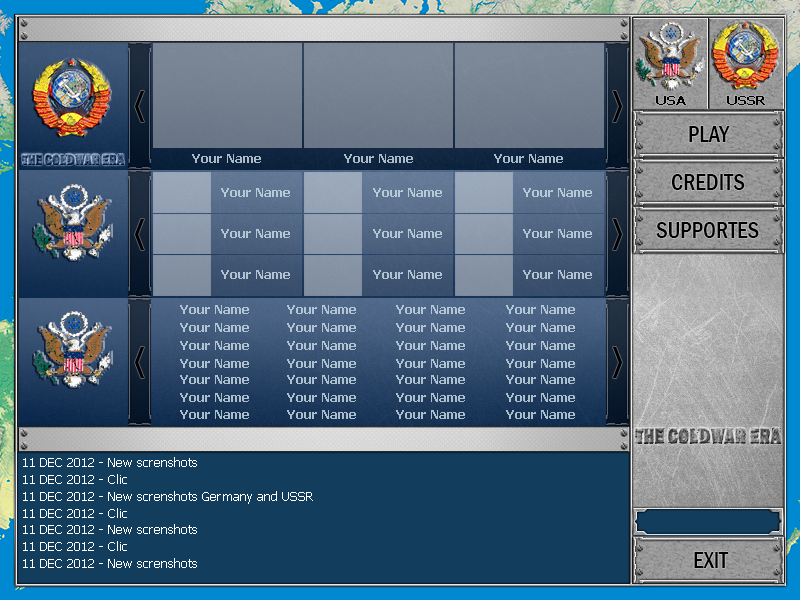 USA USSR
PLAY
CREDITS
SUPPORTES
THE COLDWAR ERA
EXIT
THE COLDWAR ERA
Your Name Your Name Your Name
Your Name Your Name Your Name
Your Name Your Name Your Name
Your Name Your Name Your Name
Your Name Your Name Your Name Your Name
Your Name Your Name Your Name Your Name
Your Name Your Name Your Name Your Name
Your Name Your Name Your Name Your Name
Your Name Your Name Your Name Your Name
Your Name Your Name Your Name Your Name
Your Name Your Name Your Name Your Name
11 DEC 2012 - New screnshots
11 DEC 2012 - Clic
11 DEC 2012 - New screnshots Germany and USSR
11 DEC 2012 - Clic
11 DEC 2012 - New screnshots
11 DEC 2012 - Clic
11 DEC 2012 - New screnshots